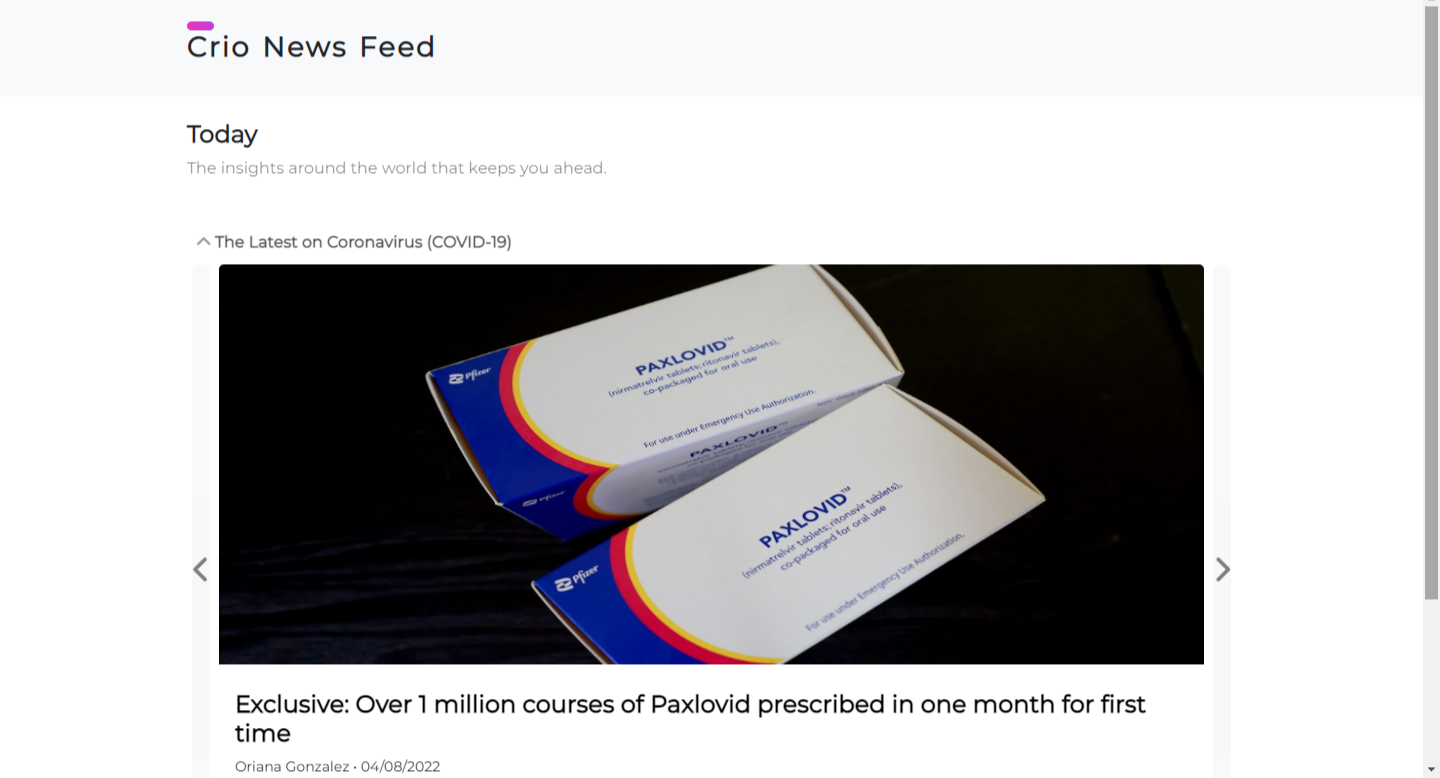 Crio News Feed
Today
The insights around the world that keeps you ahead.
The Latest on Coronavirus (COVID-19)
Pfizer
PAXLOVID™
(nirmatrelvir tablets; ritonavir tablets),
co-packaged for oral use
For use under Emergency Use Authorization.
Pfizer
PAXLOVID™
Pfizer
PAXLOVID™
(nirmatrelvir tablets; ritonavir tablets),
co-packaged for oral use
For use under Emergency Use Authorization.
Exclusive: Over 1 million courses of Paxlovid prescribed in one month for first
time
Oriana Gonzalez • 04/08/2022